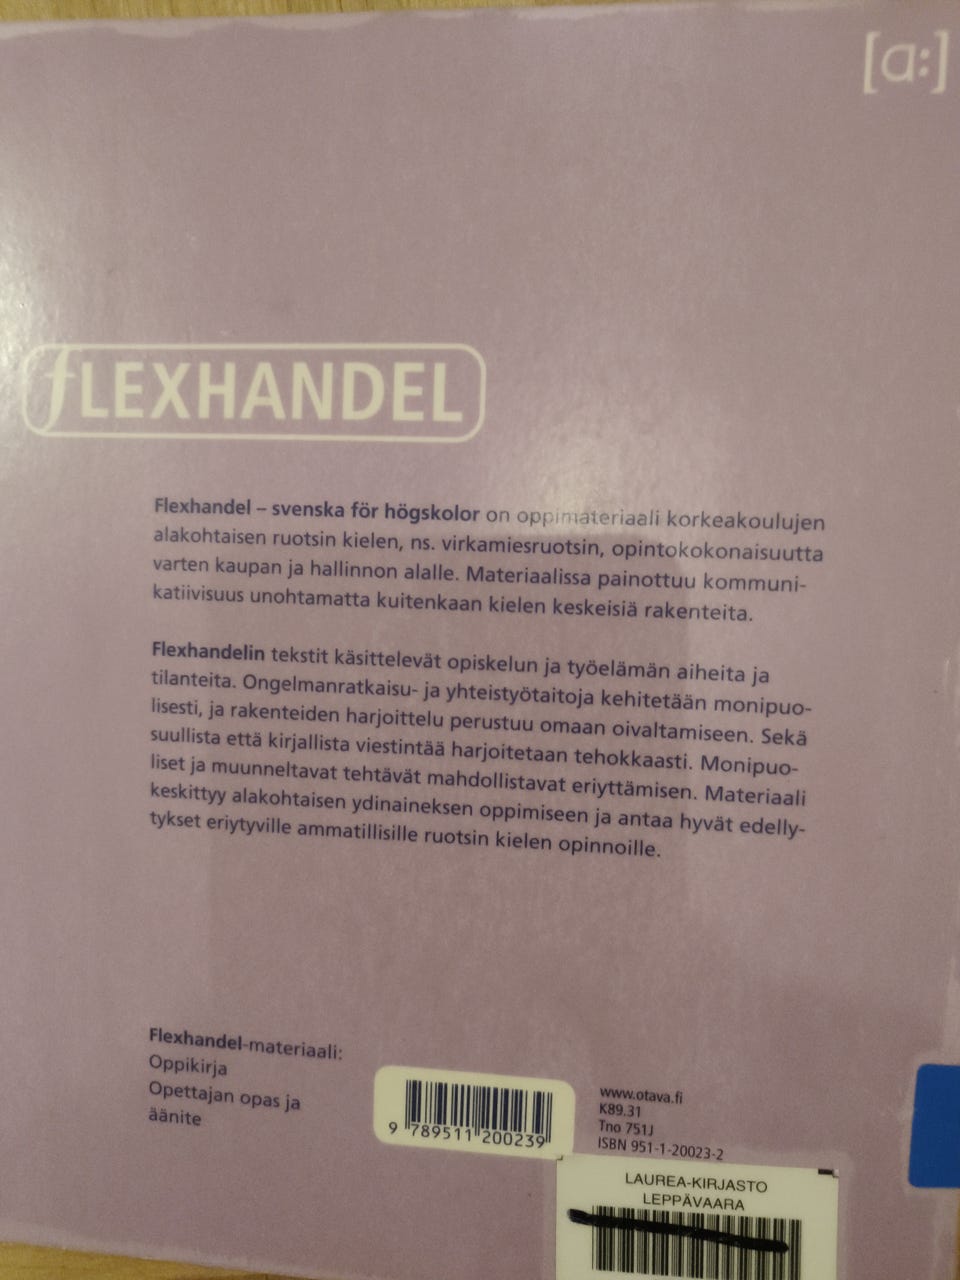 [a:]
fLEXHANDEL
Flexhandel – svenska för högskolor on oppimateriaali korkeakoulujen
alakohtaisen ruotsin kielen, ns. virkamiesruotsin, opintokokonaisuutta
varten kaupan ja hallinnon alalle. Materiaalissa painottuu kommuni-
katiivisuus unohtamatta kuitenkaan kielen keskeisiä rakenteita.
Flexhandelin tekstit käsittelevät opiskelun ja työelämän aiheita ja
tilanteita. Ongelmanratkaisu- ja yhteistyötaitoja kehitetään monipuo-
lisesti, ja rakenteiden harjoittelu perustuu omaan oivaltamiseen. Sekä
suullista että kirjallista viestintää harjoitetaan tehokkaasti. Monipuo-
liset ja muunneltavat tehtävät mahdollistavat eriyttämisen. Materiaali
keskittyy alakohtaisen ydinaineksen oppimiseen ja antaa hyvät edelly-
tykset eriytyville ammatillisille ruotsin kielen opinnoille.
Flexhandel-materiaali:
Oppikirja
Opettajan opas ja
äänite
9 789511 200239
www.otava.fi
K89.31
Tno 751J
ISBN 951-1-20023-2
LAUREA-KIRJASTO
LEPPÄVAARA